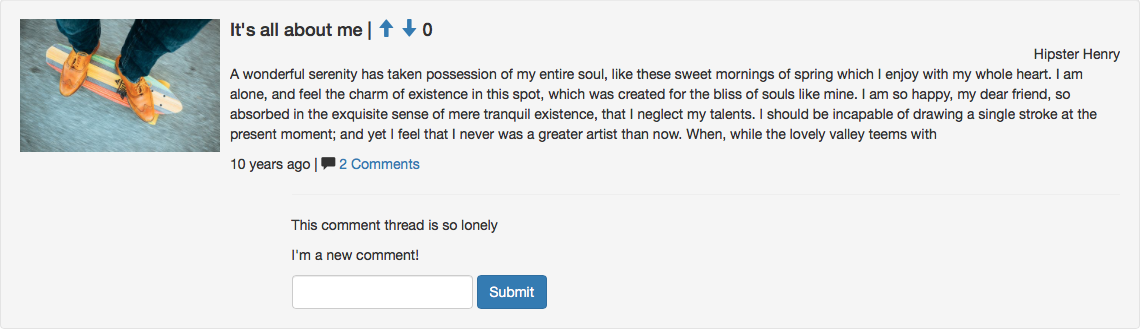 It's all about me | 0
Hipster Henry
A wonderful serenity has taken possession of my entire soul, like these sweet mornings of spring which I enjoy with my whole heart. I am
alone, and feel the charm of existence in this spot, which was created for the bliss of souls like mine. I am so happy, my dear friend, so
absorbed in the exquisite sense of mere tranquil existence, that I neglect my talents. I should be incapable of drawing a single stroke at the
present moment; and yet I feel that I never was a greater artist than now. When, while the lovely valley teems with
10 years ago | 2 Comments
This comment thread is so lonely
I'm a new comment!
Submit